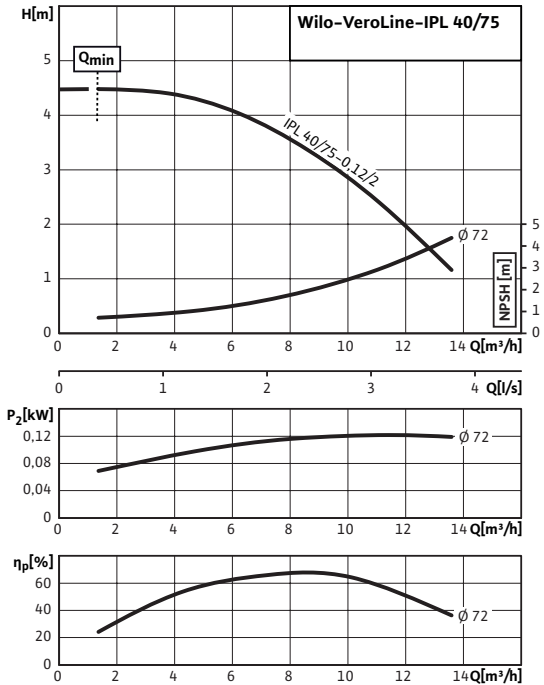 H[m]
Wilo-VeroLine-IPL 40/75
Qmin
5
4
3
2
1
0
IPL 40/75-0,12/2
Ø 72
5
4
3
2
1
0
NPSH [m]
0 2 4 6 8 10 12 14 Q[m³/h]
0 1 2 3 4 Q[l/s]
P₂[kW]
0,12
0,08
0,04
0
Ø 72
0 2 4 6 8 10 12 14 Q[m³/h]
ηp[%]
60
40
20
0
Ø 72
0 2 4 6 8 10 12 14 Q[m³/h]